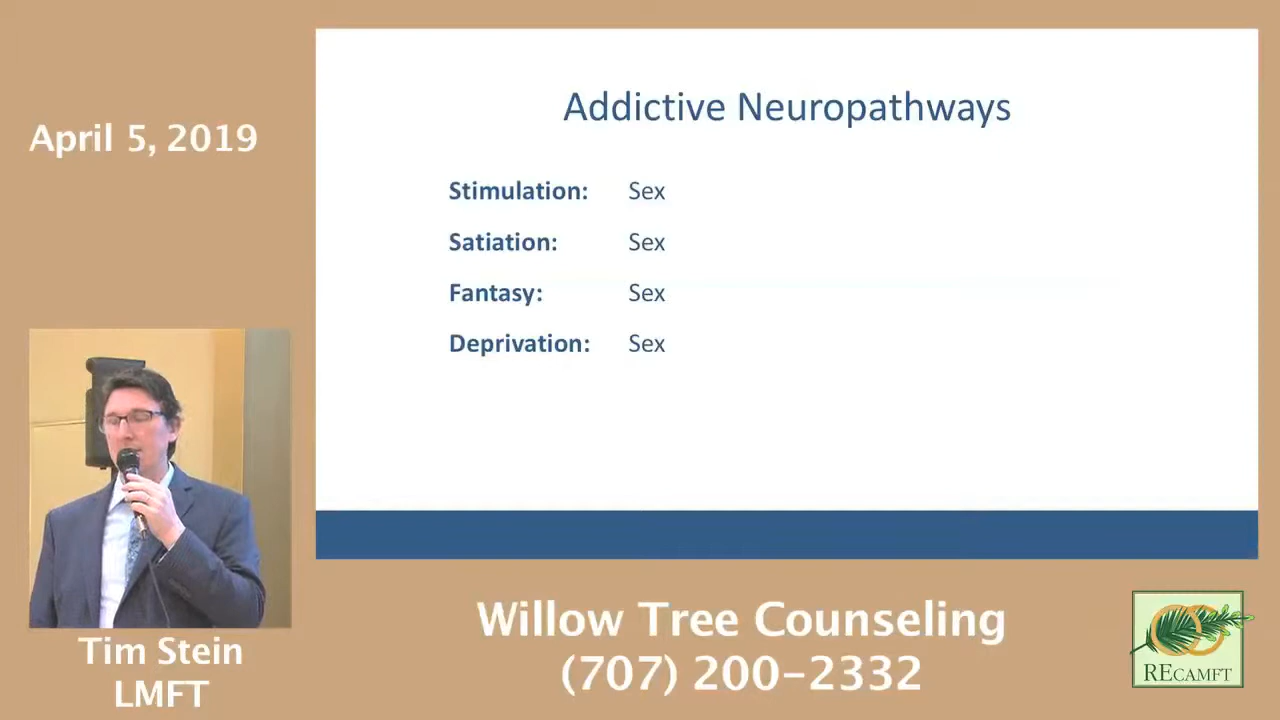 April 5, 2019
Addictive Neuropathways
Stimulation: Sex
Satiation: Sex
Fantasy: Sex
Deprivation: Sex
Tim Stein
LMFT
Willow Tree Counseling
(707) 200-2332
RECAMFT